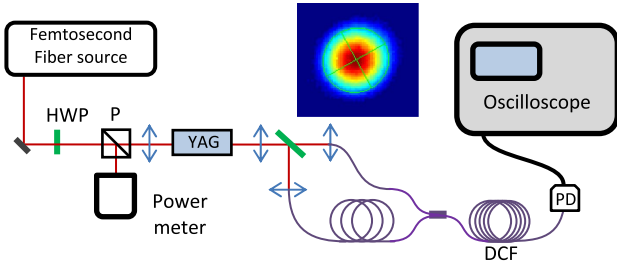 Femtosecond
Fiber source
HWP
P
YAG
Power
meter
Oscilloscope
PD
DCF